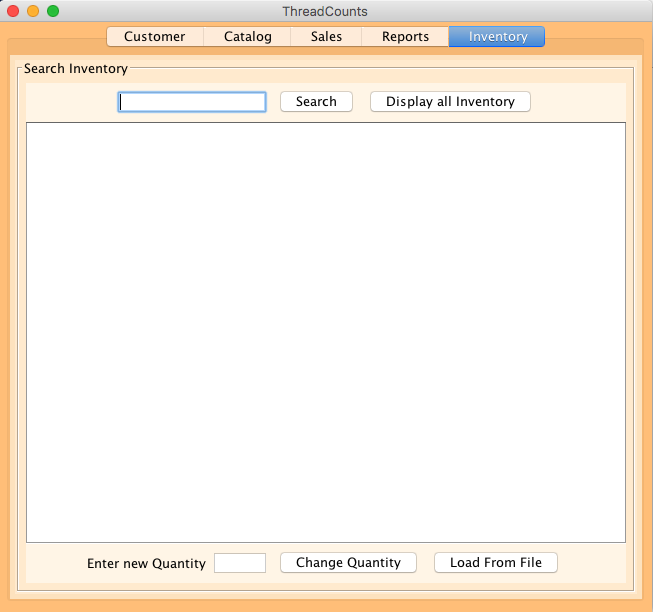 ThreadCounts
Customer Catalog Sales Reports Inventory
Search Inventory
Search Display all Inventory
Enter new Quantity Change Quantity Load From File